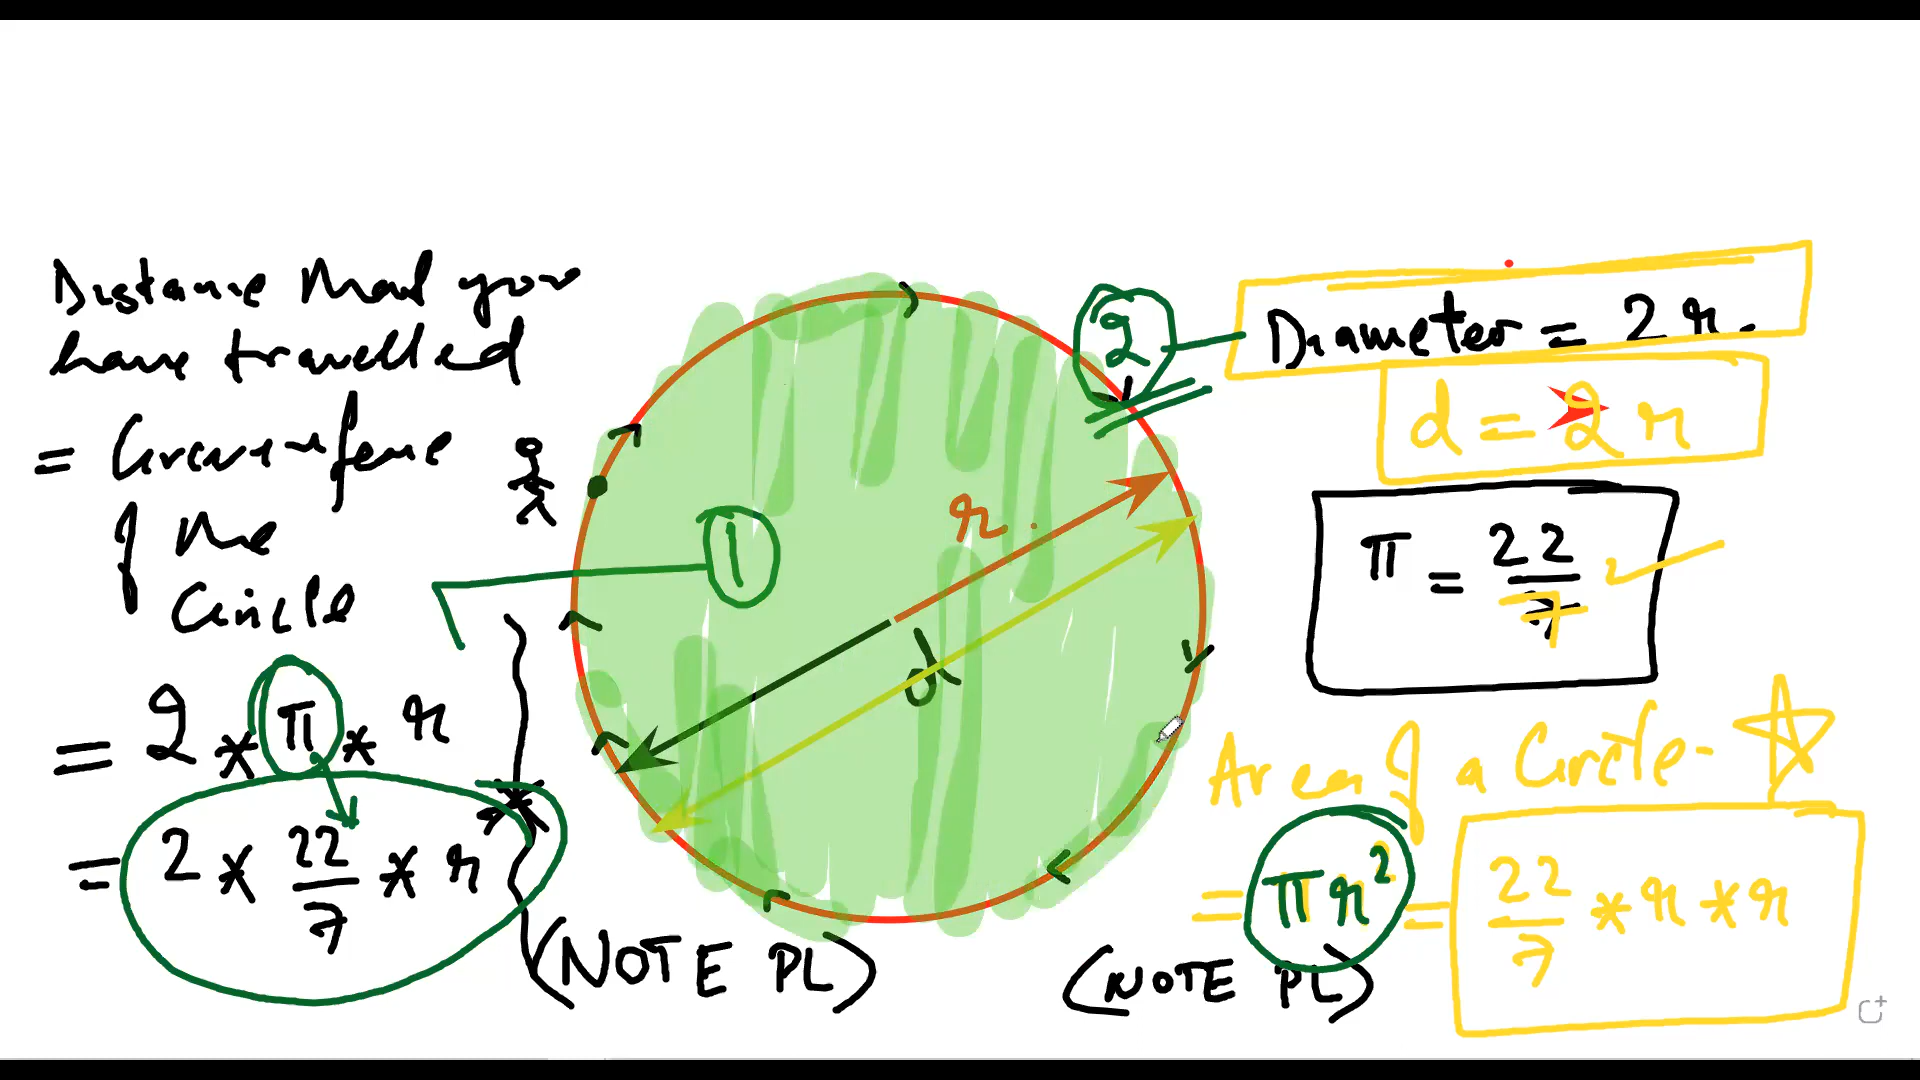 Distance that you
have travelled
= Circumference
of the
Circle
= 2 * π * r
= 2 * 22/7 * r
(NOTE PL)
1
r.
d
2
Diameter = 2r.
d = 2r
π = 22/7
Area of a Circle-
= πr² = 22/7 * r * r
(NOTE PL)